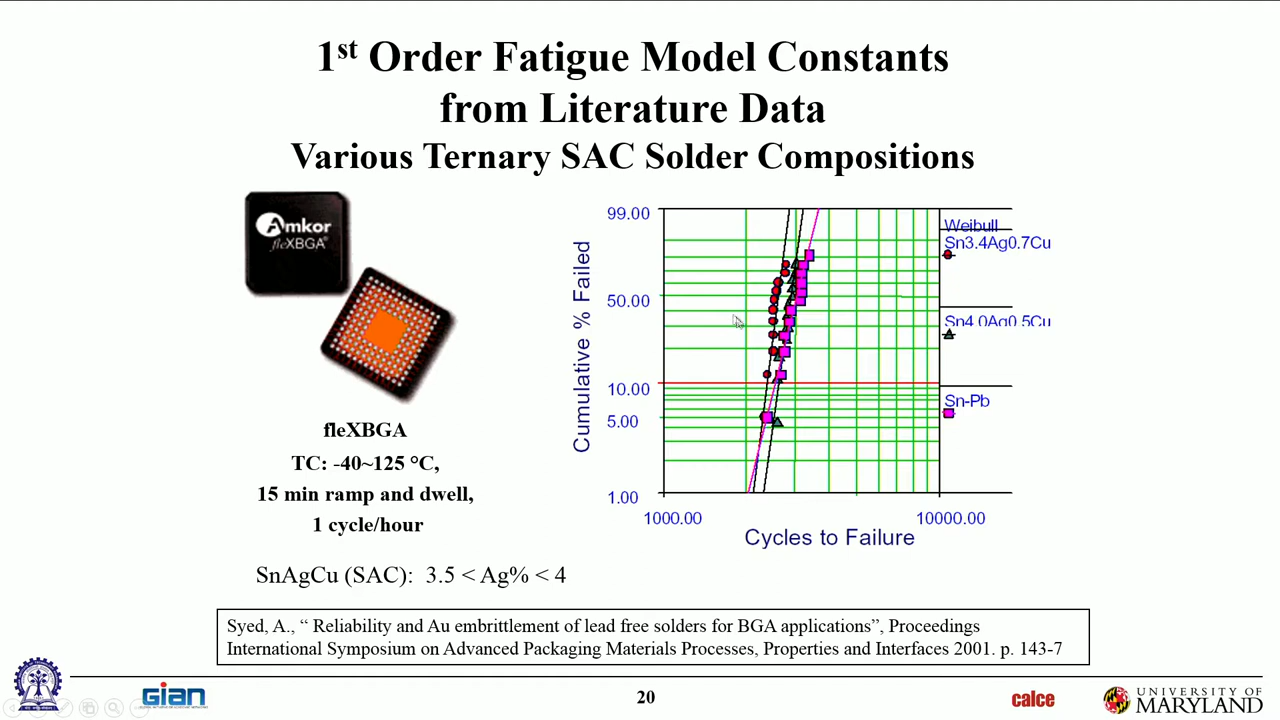 1st Order Fatigue Model Constants
from Literature Data
Various Ternary SAC Solder Compositions
Amkor
fleXBGA®
fleXBGA
TC: -40~125 °C,
15 min ramp and dwell,
1 cycle/hour
Cumulative % Failed
99.00
50.00
10.00
5.00
1.00
1000.00
10000.00
Cycles to Failure
Weibull
Sn3.4Ag0.7Cu
Sn4.0Ag0.5Cu
Sn-Pb
SnAgCu (SAC): 3.5 < Ag% < 4
Syed, A., “ Reliability and Au embrittlement of lead free solders for BGA applications”, Proceedings
International Symposium on Advanced Packaging Materials Processes, Properties and Interfaces 2001. p. 143-7
GIAN
20
calce
UNIVERSITY OF
MARYLAND